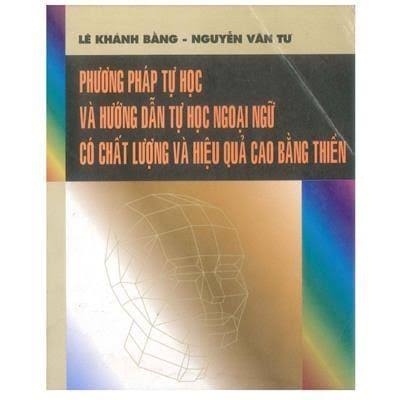 LÊ KHÁNH BẰNG - NGUYỄN VĂN TƯ
PHƯƠNG PHÁP TỰ HỌC
VÀ HƯỚNG DẪN TỰ HỌC NGOẠI NGỮ
CÓ CHẤT LƯỢNG VÀ HIỆU QUẢ CAO BẰNG THIỀN